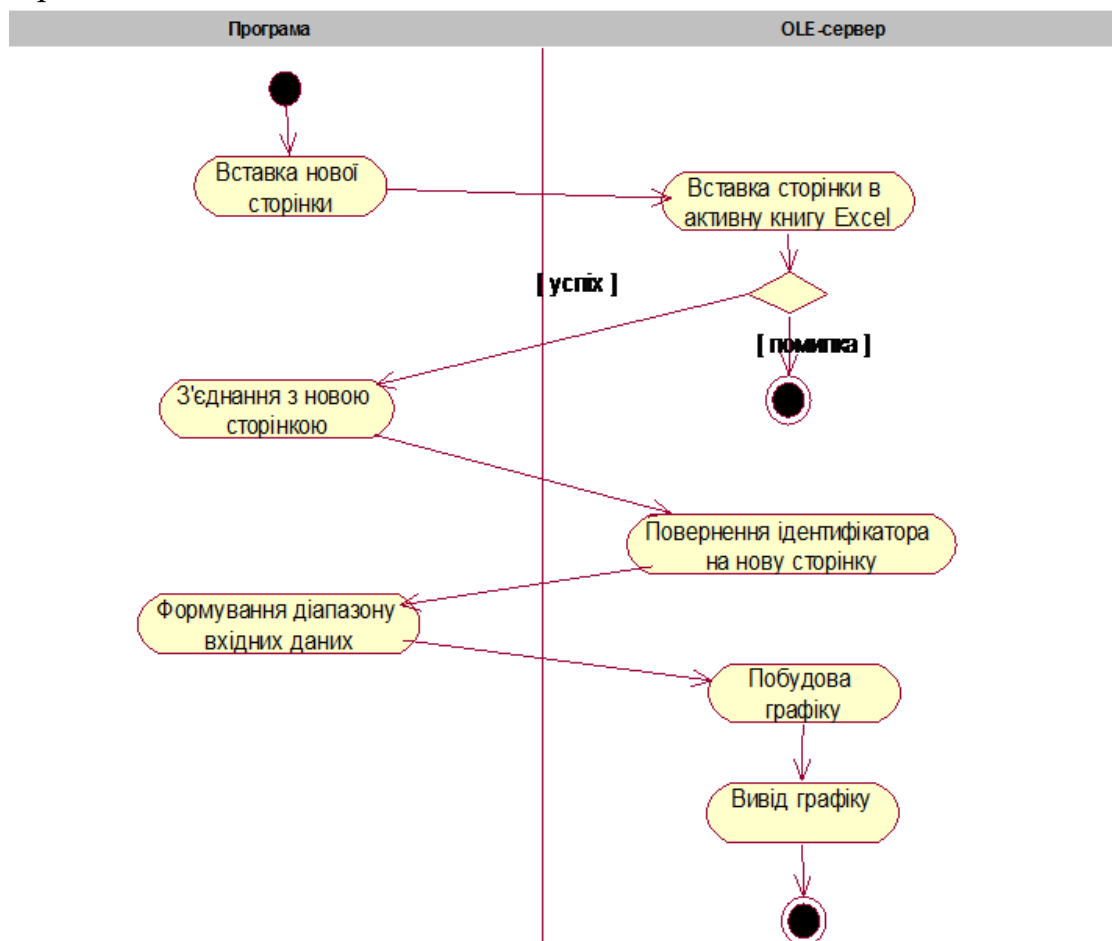 Програма
OLE-сервер
Вставка нової
сторінки
Вставка сторінки в
активну книгу Excel
[ успіх ]
[ помилка ]
З'єднання з новою
сторінкою
Повернення ідентифікатора
на нову сторінку
Формування діапазону
вхідних даних
Побудова
графіку
Вивід графіку